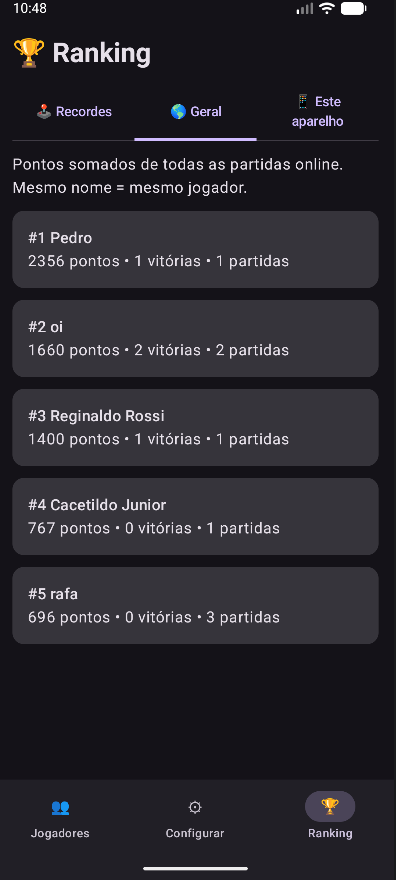 10:48
🏆 Ranking
🕹️ Recordes
🌎 Geral
📱 Este
aparelho
Pontos somados de todas as partidas online.
Mesmo nome = mesmo jogador.
#1 Pedro
2356 pontos • 1 vitórias • 1 partidas
#2 oi
1660 pontos • 2 vitórias • 2 partidas
#3 Reginaldo Rossi
1400 pontos • 1 vitórias • 1 partidas
#4 Cacetildo Junior
767 pontos • 0 vitórias • 1 partidas
#5 rafa
696 pontos • 0 vitórias • 3 partidas
Jogadores
Configurar
Ranking